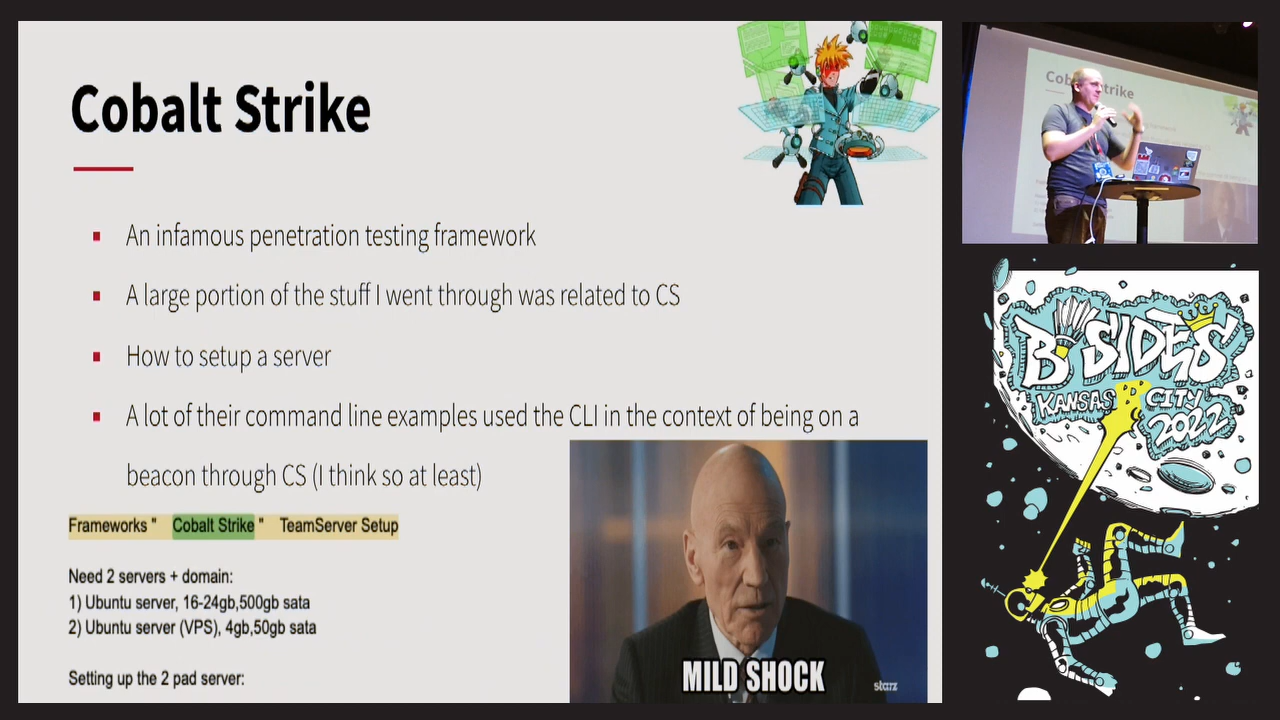 Cobalt Strike
An infamous penetration testing framework
A large portion of the stuff I went through was related to CS
How to setup a server
A lot of their command line examples used the CLI in the context of being on a
beacon through CS (I think so at least)
Frameworks " Cobalt Strike " TeamServer Setup
Need 2 servers + domain:
1) Ubuntu server, 16-24gb,500gb sata
2) Ubuntu server (VPS), 4gb,50gb sata
Setting up the 2 pad server:
MILD SHOCK
starz
BSIDES
KANSAS CITY
2022